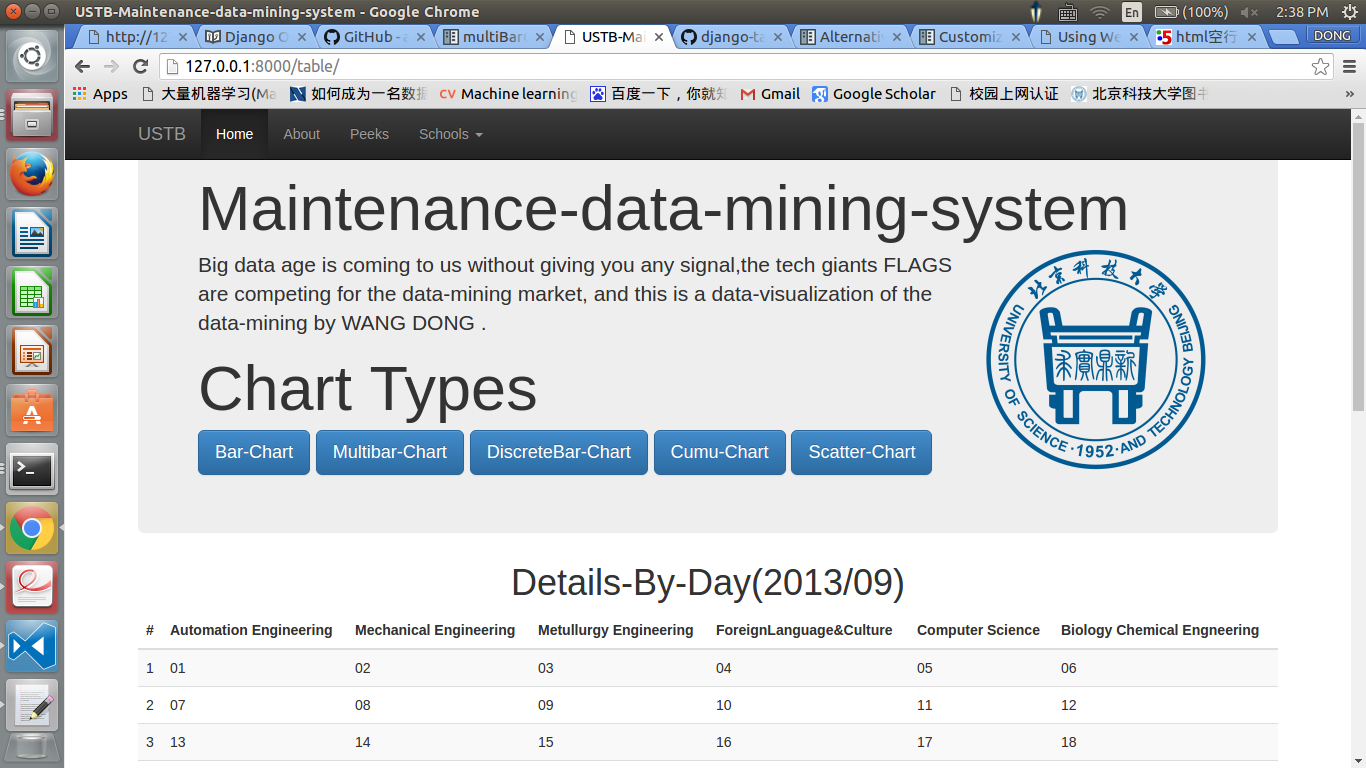 USTB-Maintenance-data-mining-system - Google Chrome
En (100%) 2:38 PM
http://12 Django O GitHub - a multiBar USTB-Mai django-ta Alternativ Customiz Using We html空行 DONG
127.0.0.1:8000/table/
Apps 大量机器学习(Ma 如何成为一名数据 CV Machine learning 百度一下，你就知 Gmail Google Scholar 校园上网认证 北京科技大学图书 »
USTB Home About Peeks Schools
Maintenance-data-mining-system
Big data age is coming to us without giving you any signal,the tech giants FLAGS
are competing for the data-mining market, and this is a data-visualization of the
data-mining by WANG DONG .
北京科技大学
UNIVERSITY OF SCIENCE AND TECHNOLOGY BEIJING
求實鼎新
·1952·
Chart Types
Bar-Chart Multibar-Chart DiscreteBar-Chart Cumu-Chart Scatter-Chart
Details-By-Day(2013/09)
# Automation Engineering Mechanical Engineering Metullurgy Engineering ForeignLanguage&Culture Computer Science Biology Chemical Engneering
1 01 02 03 04 05 06
2 07 08 09 10 11 12
3 13 14 15 16 17 18